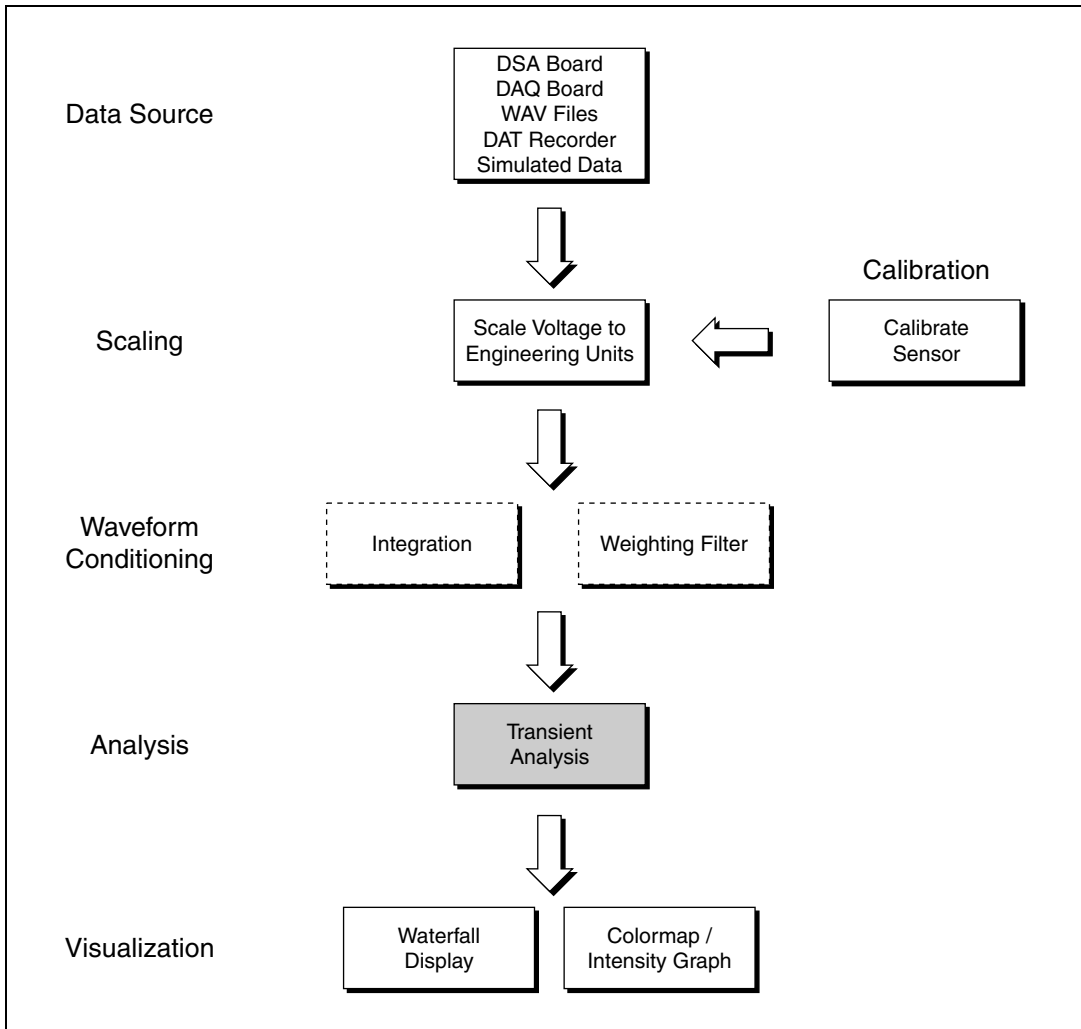 Data Source
DSA Board
DAQ Board
WAV Files
DAT Recorder
Simulated Data
Calibration
Scaling
Scale Voltage to
Engineering Units
Calibrate
Sensor
Waveform
Conditioning
Integration
Weighting Filter
Analysis
Transient
Analysis
Visualization
Waterfall
Display
Colormap /
Intensity Graph